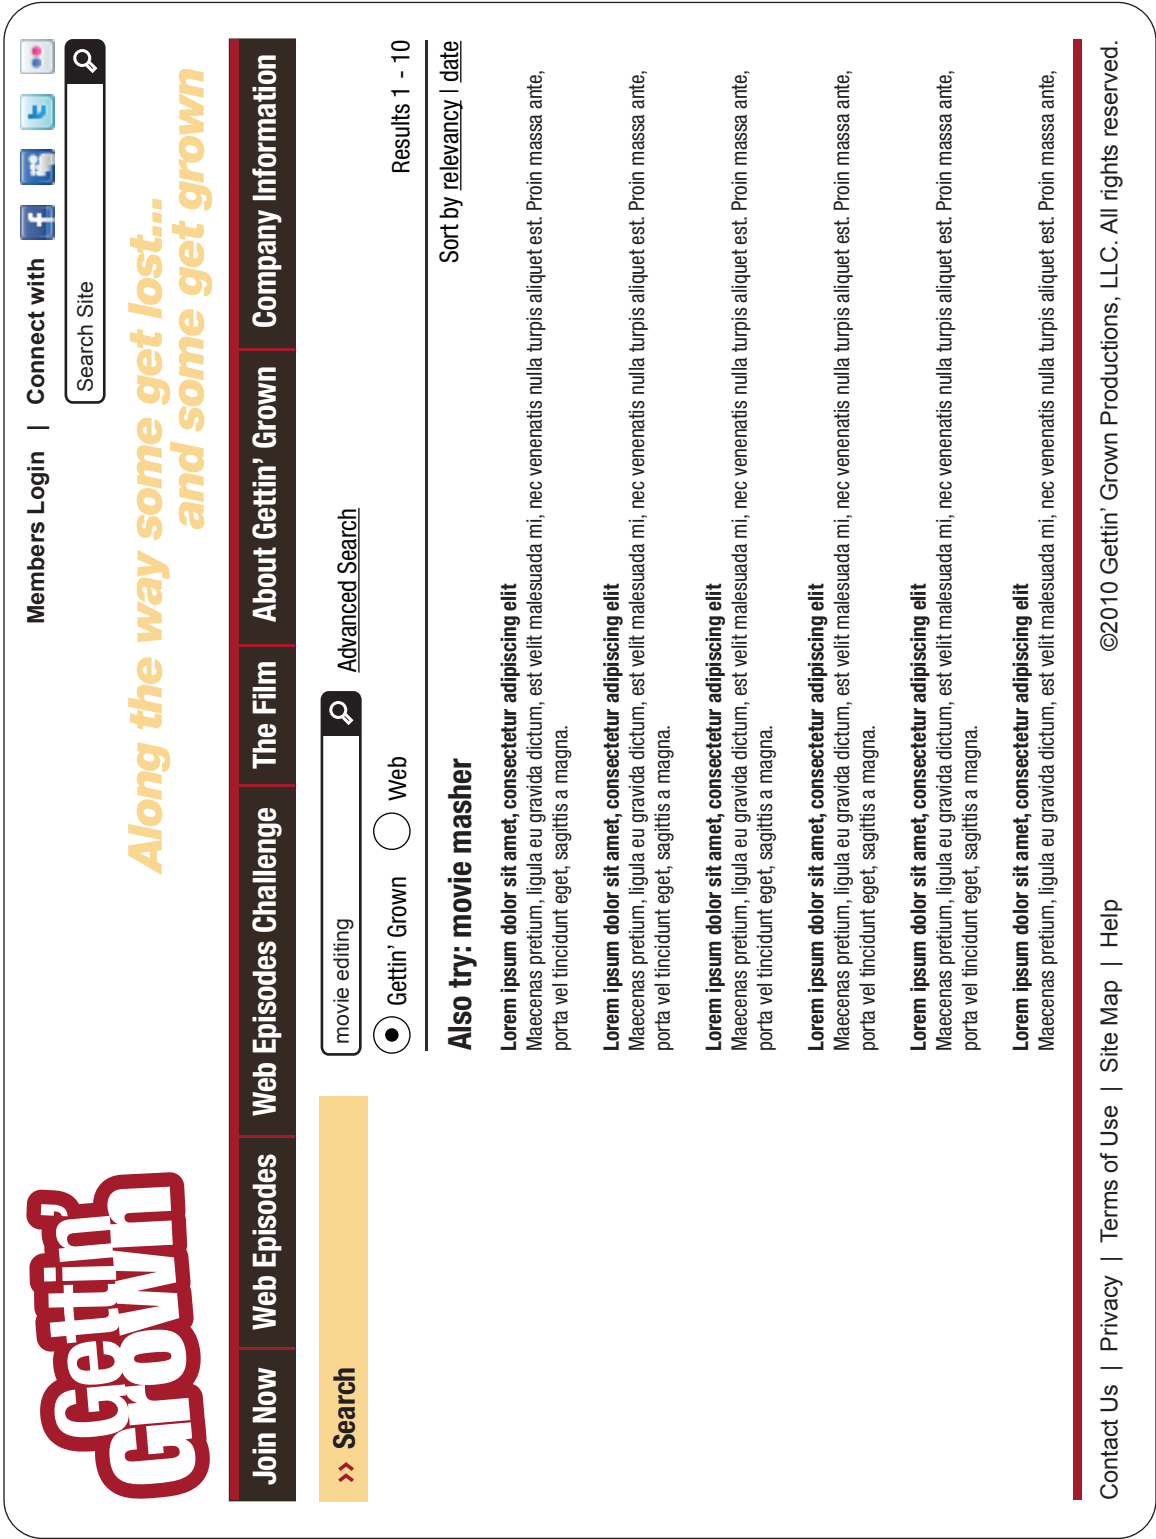 Gettin'
Grown
Members Login | Connect with
Search Site
Along the way some get lost...
and some get grown
Join Now
Web Episodes
Web Episodes Challenge
The Film
About Gettin' Grown
Company Information
>> Search
movie editing
Advanced Search
Gettin' Grown
Web
Results 1 - 10
Also try: movie masher
Sort by relevancy | date
Lorem ipsum dolor sit amet, consectetur adipiscing elit
Maecenas pretium, ligula eu gravida dictum, est velit malesuada mi, nec venenatis nulla turpis aliquet est. Proin massa ante,
porta vel tincidunt eget, sagittis a magna.
Lorem ipsum dolor sit amet, consectetur adipiscing elit
Maecenas pretium, ligula eu gravida dictum, est velit malesuada mi, nec venenatis nulla turpis aliquet est. Proin massa ante,
porta vel tincidunt eget, sagittis a magna.
Lorem ipsum dolor sit amet, consectetur adipiscing elit
Maecenas pretium, ligula eu gravida dictum, est velit malesuada mi, nec venenatis nulla turpis aliquet est. Proin massa ante,
porta vel tincidunt eget, sagittis a magna.
Lorem ipsum dolor sit amet, consectetur adipiscing elit
Maecenas pretium, ligula eu gravida dictum, est velit malesuada mi, nec venenatis nulla turpis aliquet est. Proin massa ante,
porta vel tincidunt eget, sagittis a magna.
Lorem ipsum dolor sit amet, consectetur adipiscing elit
Maecenas pretium, ligula eu gravida dictum, est velit malesuada mi, nec venenatis nulla turpis aliquet est. Proin massa ante,
porta vel tincidunt eget, sagittis a magna.
Lorem ipsum dolor sit amet, consectetur adipiscing elit
Maecenas pretium, ligula eu gravida dictum, est velit malesuada mi, nec venenatis nulla turpis aliquet est. Proin massa ante,
Contact Us | Privacy | Terms of Use | Site Map | Help
©2010 Gettin' Grown Productions, LLC. All rights reserved.